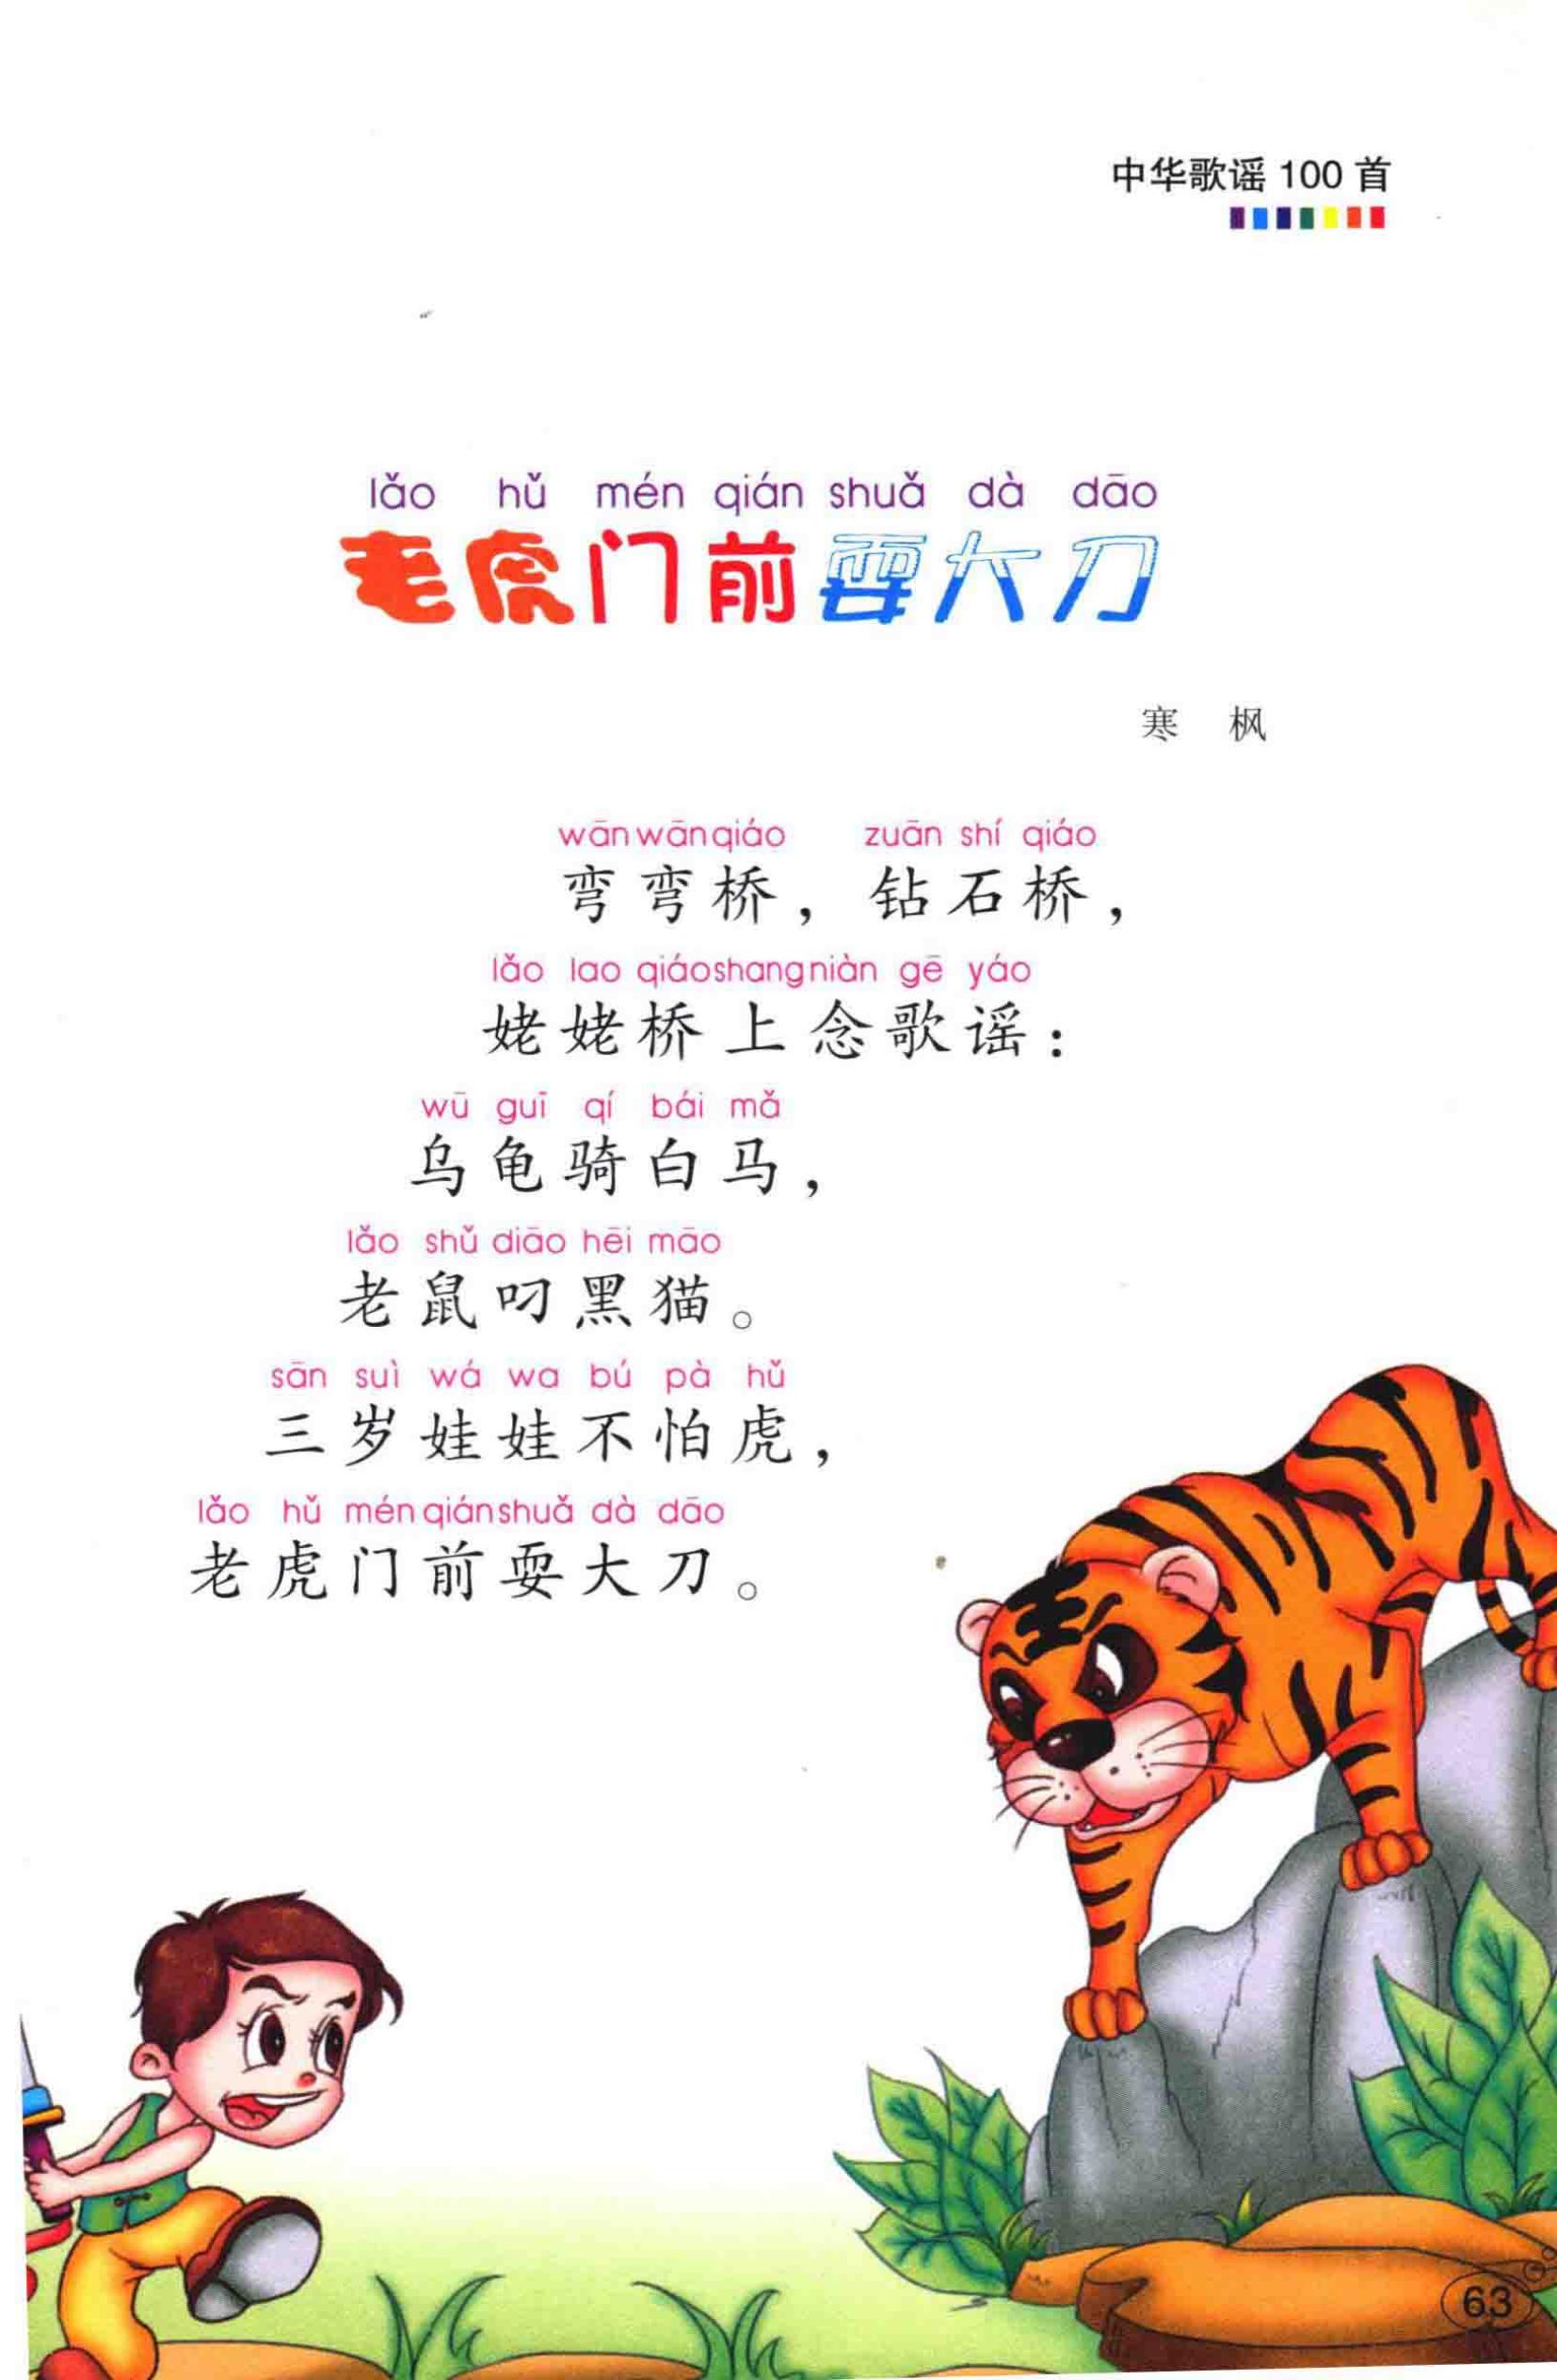 中华歌谣 100 首
lǎo hǔ mén qián shuǎ dà dāo
老虎门前耍大刀
寒 枫
wān wān qiáo zuān shí qiáo
弯弯桥，钻石桥，
lǎo lao qiáo shang niàn gē yáo
姥姥桥上念歌谣：
wū guī qí bái mǎ
乌龟骑白马，
lǎo shǔ diāo hēi māo
老鼠叼黑猫。
sān suì wá wa bú pà hǔ
三岁娃娃不怕虎，
lǎo hǔ mén qián shuǎ dà dāo
老虎门前耍大刀。
王
63